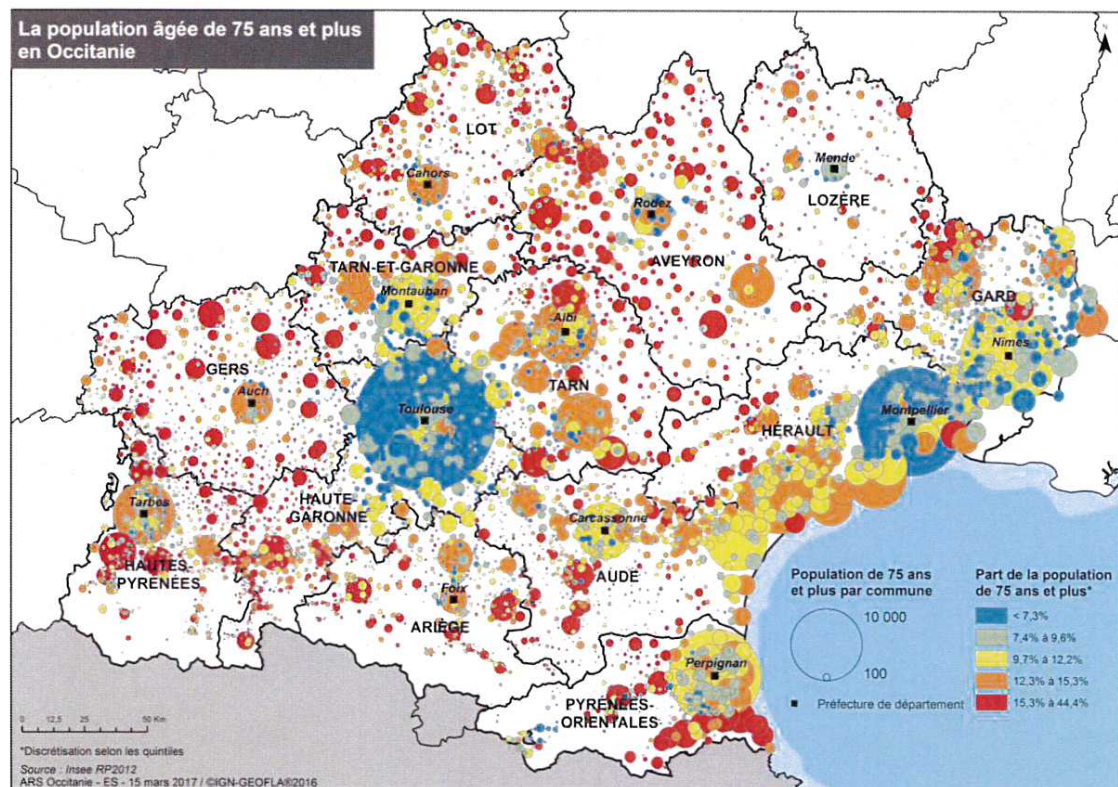 La population âgée de 75 ans et plus
en Occitanie
N
LOT
Cahors
Mende
LOZÈRE
Rodez
AVEYRON
TARN-ET-GARONNE
Montauban
GARD
Nîmes
Albi
TARN
GERS
Auch
Toulouse
Montpellier
HÉRAULT
Tarbes
HAUTE-
GARONNE
Carcassonne
HAUTES-
PYRENÉES
AUDE
Foix
ARIÈGE
Perpignan
PYRÉNÉES-
ORIENTALES
Population de 75 ans
et plus par commune
10 000
100
Préfecture de département
Part de la population
de 75 ans et plus*
< 7,3%
7,4% à 9,6%
9,7% à 12,2%
12,3% à 15,3%
15,3% à 44,4%
0 12,5 25 50 Km
*Discrétisation selon les quintiles
Source : Insee RP2012
ARS Occitanie - ES - 15 mars 2017 / ©IGN-GEOFLA®2016